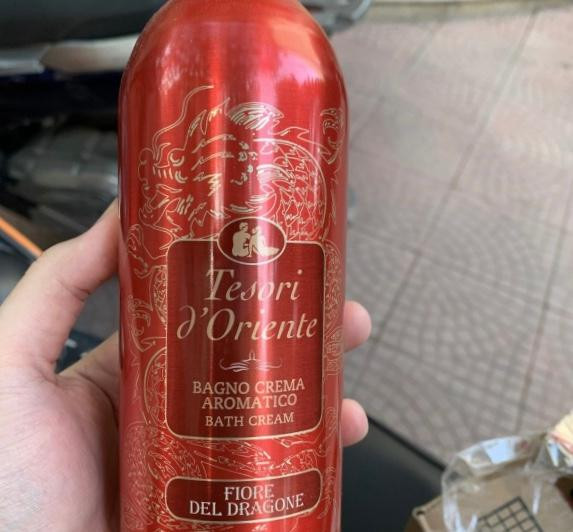 Tesori
d'Oriente
BAGNO CREMA
AROMATICO
BATH CREAM
FIORE
DEL DRAGONE